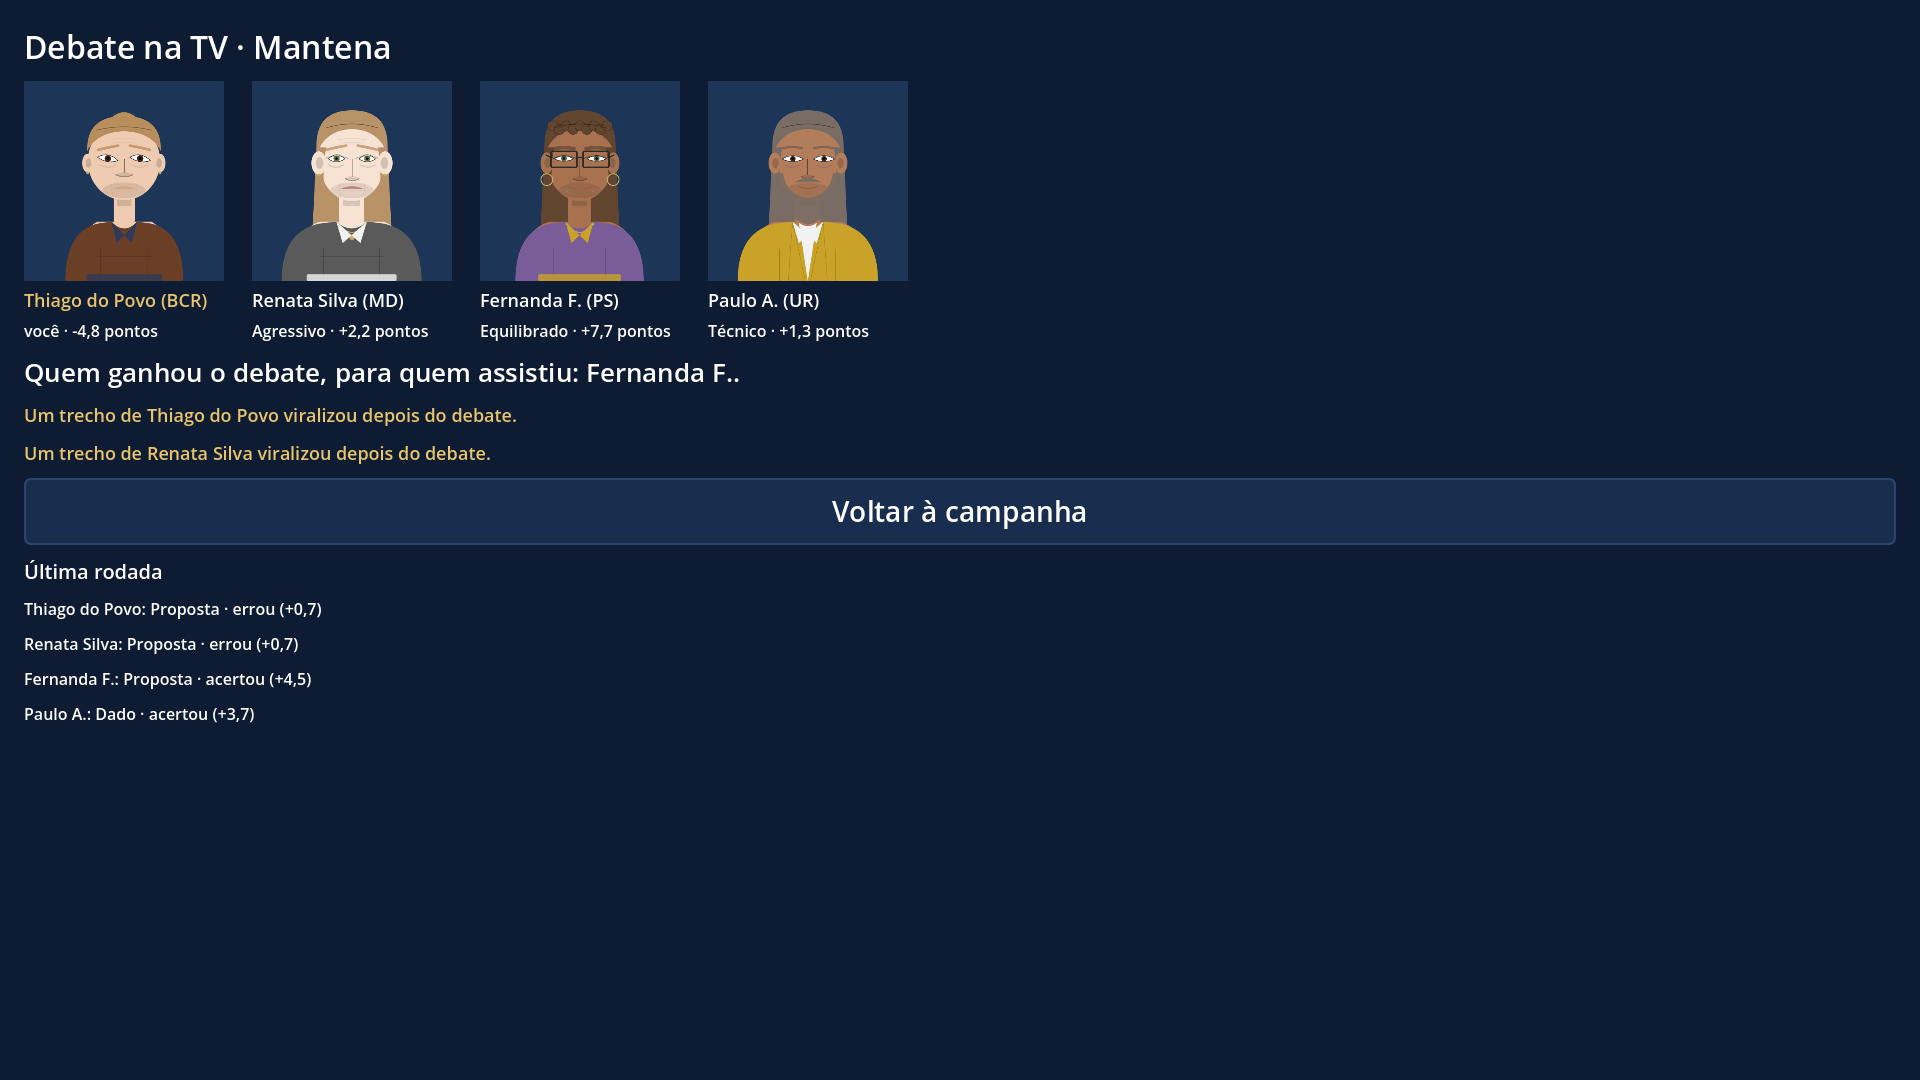 Debate na TV · Mantena
Thiago do Povo (BCR)
você · -4,8 pontos
Renata Silva (MD)
Agressivo · +2,2 pontos
Fernanda F. (PS)
Equilibrado · +7,7 pontos
Paulo A. (UR)
Técnico · +1,3 pontos
Quem ganhou o debate, para quem assistiu: Fernanda F..
Um trecho de Thiago do Povo viralizou depois do debate.
Um trecho de Renata Silva viralizou depois do debate.
Voltar à campanha
Última rodada
Thiago do Povo: Proposta · errou (+0,7)
Renata Silva: Proposta · errou (+0,7)
Fernanda F.: Proposta · acertou (+4,5)
Paulo A.: Dado · acertou (+3,7)